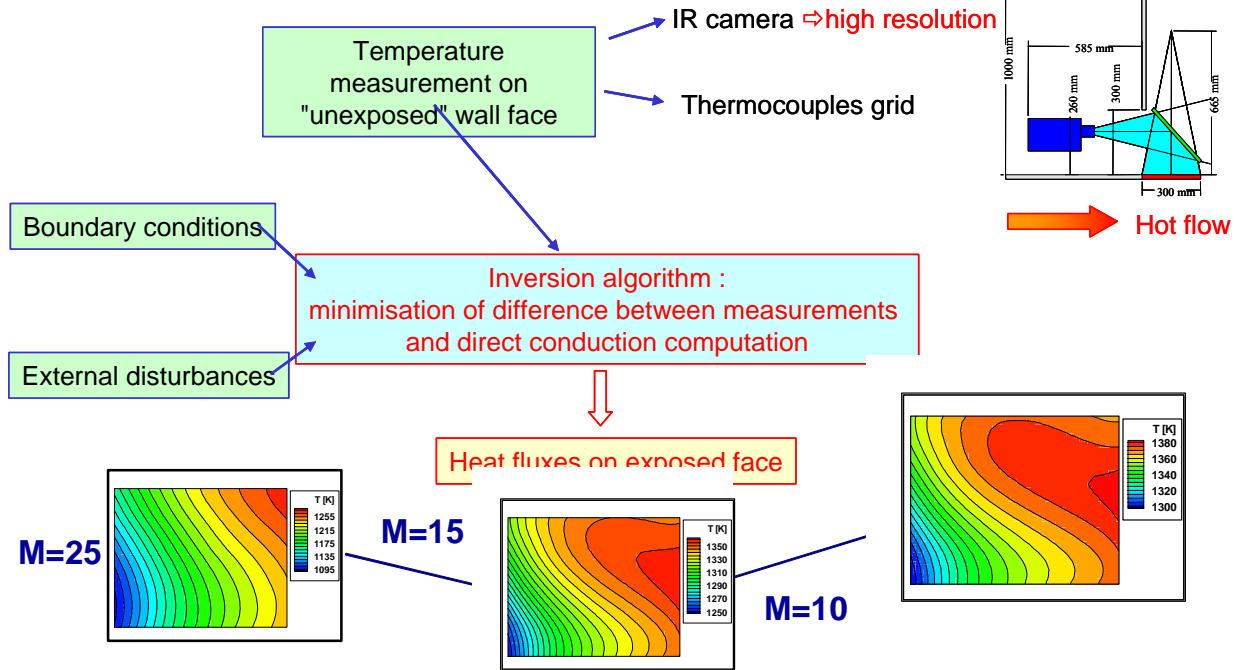 IR camera ⇨high resolution
Temperature
measurement on
"unexposed" wall face
Thermocouples grid
1000 mm
585 mm
260 mm
300 mm
665 mm
300 mm
Hot flow
Boundary conditions
Inversion algorithm :
minimisation of difference between measurements
and direct conduction computation
External disturbances
Heat fluxes on exposed face
T [K]
1380
1360
1340
1320
1300
T [K]
1255
1215
1175
1135
1095
M=25
M=15
T [K]
1350
1330
1310
1290
1270
1250
M=10